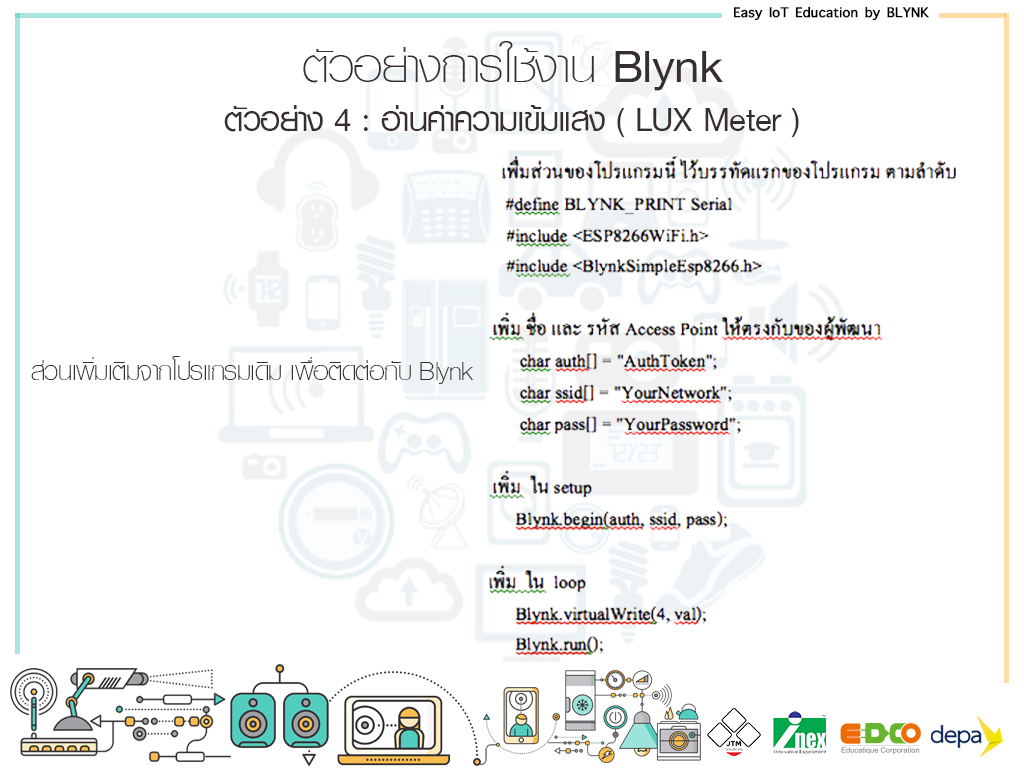 Easy IoT Education by BLYNK
ตัวอย่างการใช้งาน Blynk
ตัวอย่าง 4 : อ่านค่าความเข้มแสง ( LUX Meter )
เพิ่มส่วนของโปรแกรมนี้ ไว้บรรทัดแรกของโปรแกรม ตามลำดับ
#define BLYNK_PRINT Serial
#include <ESP8266WiFi.h>
#include <BlynkSimpleEsp8266.h>
เพิ่ม ชื่อ และ รหัส Access Point ให้ตรงกับของผู้พัฒนา
char auth[] = "AuthToken";
char ssid[] = "YourNetwork";
char pass[] = "YourPassword";
ส่วนเพิ่มเติมจากโปรแกรมเดิม เพื่อติดต่อกับ Blynk
เพิ่ม ใน setup
Blynk.begin(auth, ssid, pass);
เพิ่ม ใน loop
Blynk.virtualWrite(4, val);
Blynk.run();
12/23
JTM
inex
Innovative Experiment
EDCO
Educatique Corporation
depa